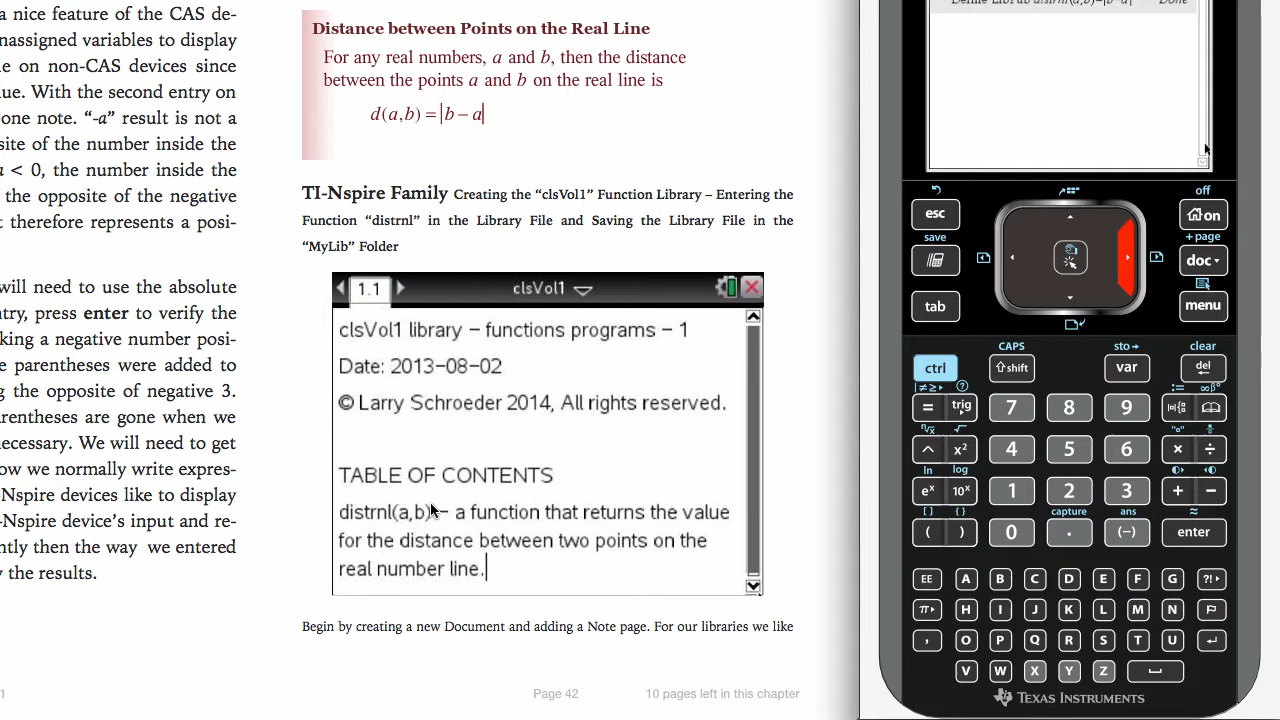 a nice feature of the CAS de-
nassigned variables to display
e on non-CAS devices since
ue. With the second entry on
one note. “-a” result is not a
site of the number inside the
a < 0, the number inside the
the opposite of the negative
t therefore represents a posi-
will need to use the absolute
ntry, press enter to verify the
king a negative number posi-
e parentheses were added to
g the opposite of negative 3.
arentheses are gone when we
necessary. We will need to get
ow we normally write expres-
-Nspire devices like to display
-Nspire device’s input and re-
ntly then the way we entered
y the results.
1
Distance between Points on the Real Line
For any real numbers, a and b, then the distance
between the points a and b on the real line is
d(a,b) = |b – a|
TI-Nspire Family Creating the “clsVol1” Function Library – Entering the
Function “distrnl” in the Library File and Saving the Library File in the
“MyLib” Folder
1.1 clsVol1
clsVol1 library – functions programs – 1
Date: 2013–08–02
© Larry Schroeder 2014, All rights reserved.
TABLE OF CONTENTS
distrnl(a,b) – a function that returns the value
for the distance between two points on the
real number line.
Begin by creating a new Document and adding a Note page. For our libraries we like
Page 42 10 pages left in this chapter
Define LibPub distrnl(a,b)=|b-a| Done
off
esc on
save + page
doc
tab menu
CAPS sto→ clear
ctrl shift var del
|≠≥▸ ? := ∞β°
= trig 7 8 9 |□|{
ⁿ√x √ "□"
^ x² 4 5 6 × ÷
ln log
eˣ 10ˣ 1 2 3 + −
[ ] { } capture ans ≈
( ) 0 . (−) enter
EE A B C D E F G ?!▸
π▸ H I J K L M N
, O P Q R S T U ↵
V W X Y Z
TEXAS INSTRUMENTS